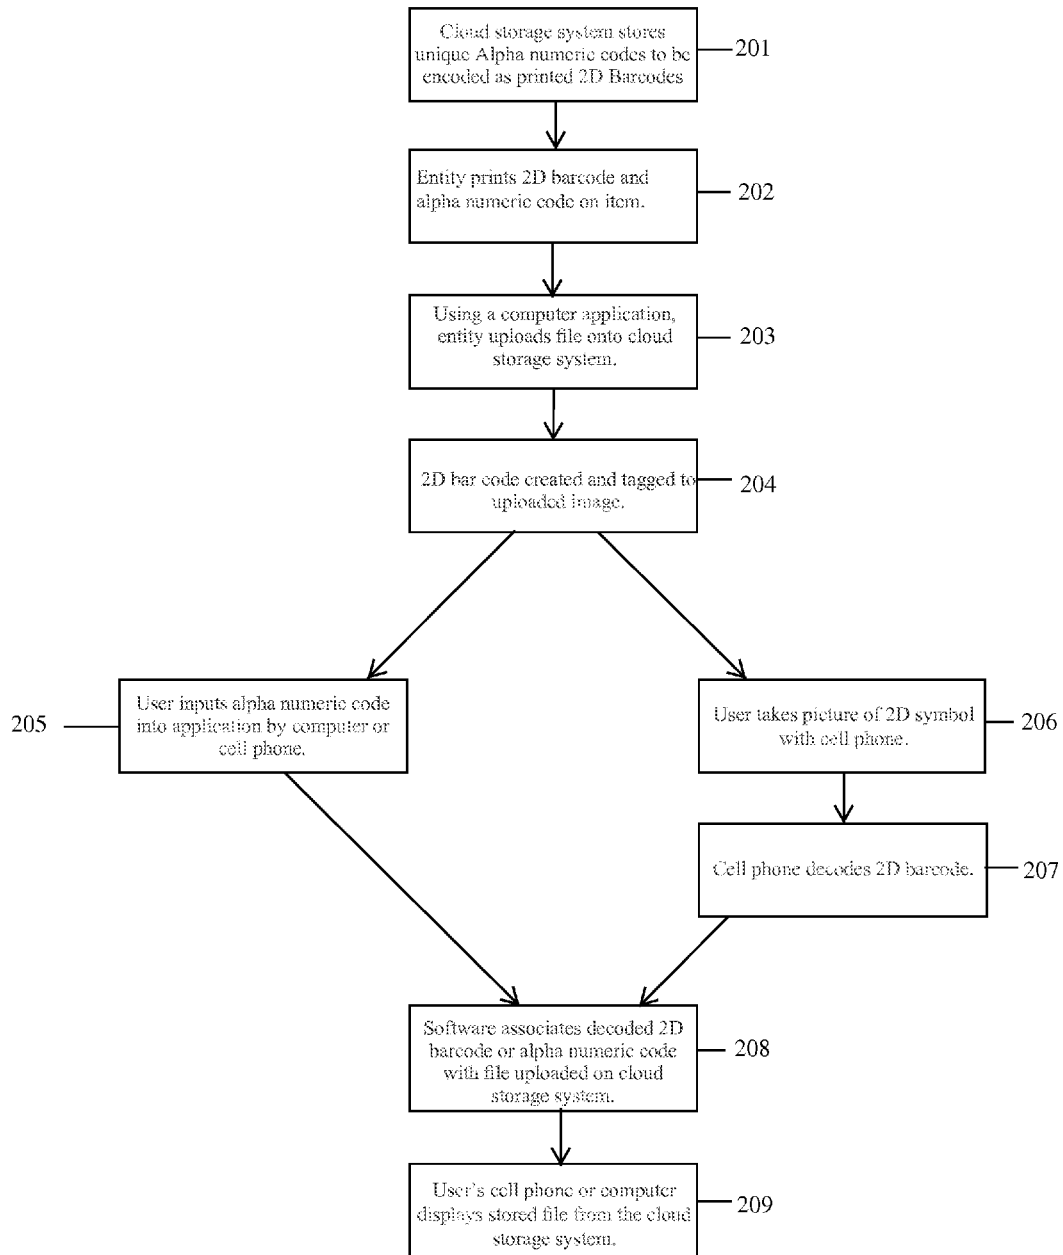 Cloud storage system stores
unique Alpha numeric codes to be
encoded as printed 2D Barcodes
201
Entity prints 2D barcode and
alpha numeric code on item.
202
Using a computer application,
entity uploads file onto cloud
storage system.
203
2D bar code created and tagged to
uploaded image.
204
205
User inputs alpha numeric code
into application by computer or
cell phone.
User takes picture of 2D symbol
with cell phone.
206
Cell phone decodes 2D barcode.
207
Software associates decoded 2D
barcode or alpha numeric code
with file uploaded on cloud
storage system.
208
User's cell phone or computer
displays stored file from the cloud
storage system.
209